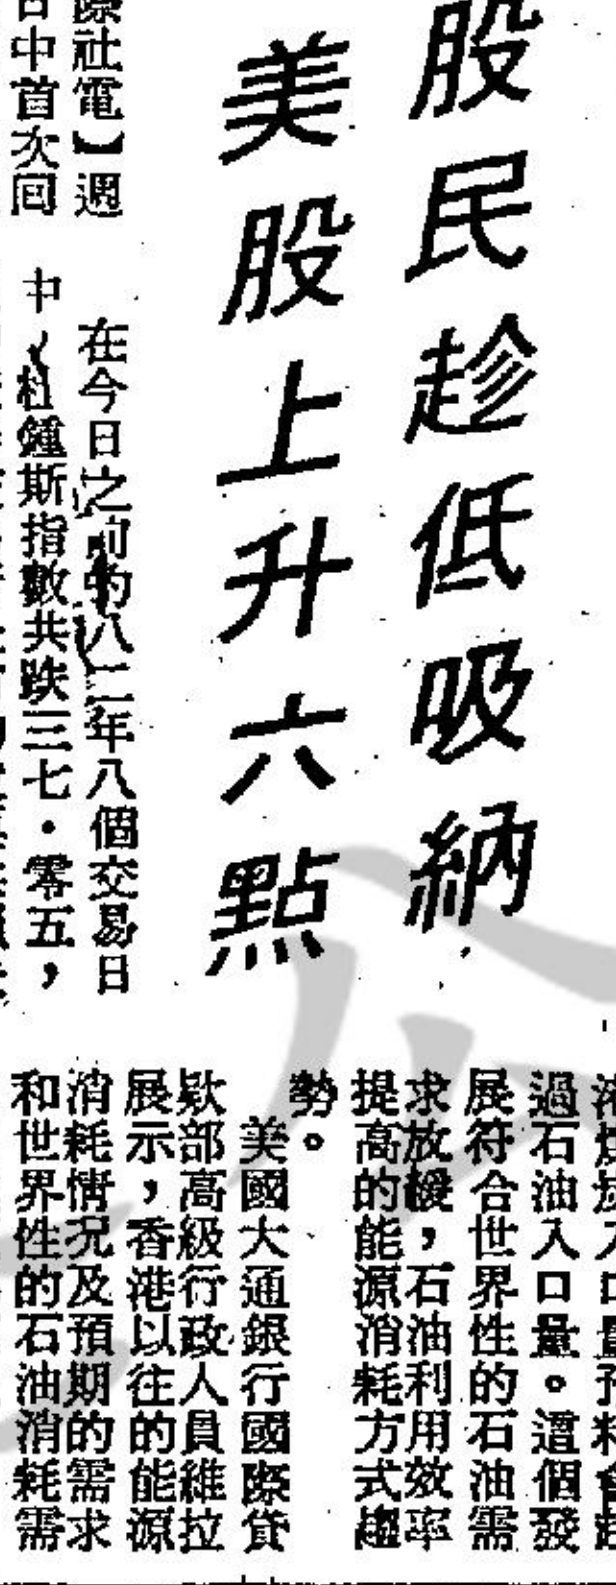 股民趁低吸納
美股上升六點
際社電】週
日中首次回
在今日之前的八二年八個交易日
中,杜鍾斯指數共跌三七·零五,
過石油入口量。這個發
展符合世界性的石油需
求放緩,石油利用效率
提高的能源消耗方式趨
勢。
美國大通銀行國際貸
欵部高級行政人員維拉
展示,香港以往的能源
消耗情况及預期的需求
和世界性的石油消耗需